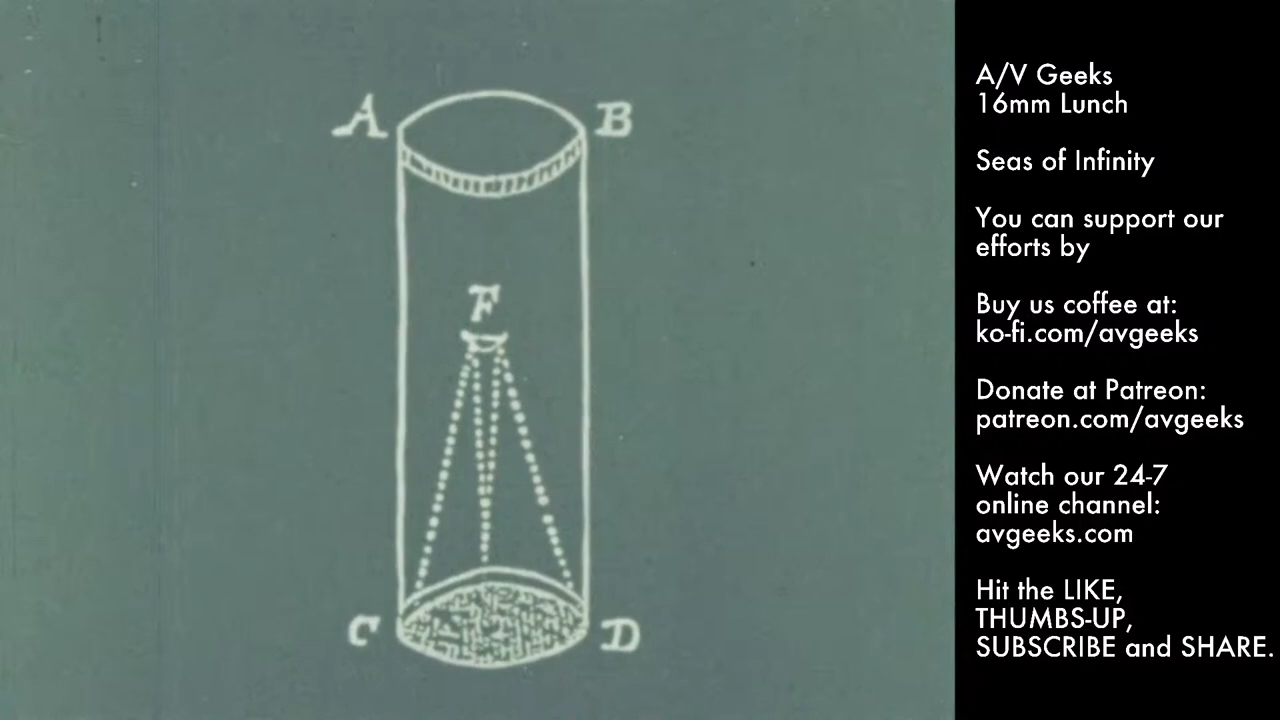 A
B
F
C
D
A/V Geeks
16mm Lunch
Seas of Infinity
You can support our
efforts by
Buy us coffee at:
ko-fi.com/avgeeks
Donate at Patreon:
patreon.com/avgeeks
Watch our 24-7
online channel:
avgeeks.com
Hit the LIKE,
THUMBS-UP,
SUBSCRIBE and SHARE.